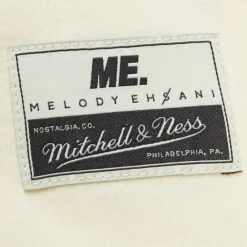 ME.
MELODY EHSANI
NOSTALGIA, CO.
Mitchell & Ness
PHILADELPHIA, PA.